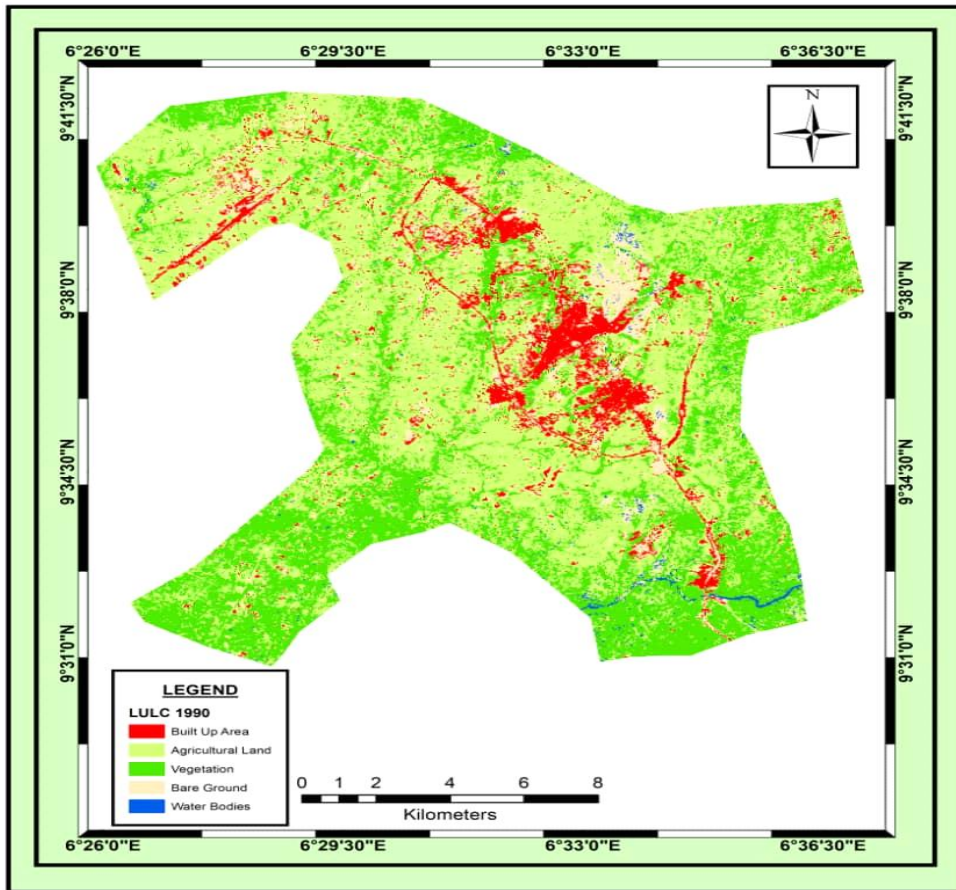 6°26'0"E 6°29'30"E 6°33'0"E 6°36'30"E
N
9°41'30"N 9°41'30"N
9°38'0"N 9°38'0"N
9°34'30"N 9°34'30"N
9°31'0"N 9°31'0"N
LEGEND
LULC 1990
Built Up Area
Agricultural Land
Vegetation
Bare Ground
Water Bodies
0 1 2 4 6 8
Kilometers
6°26'0"E 6°29'30"E 6°33'0"E 6°36'30"E